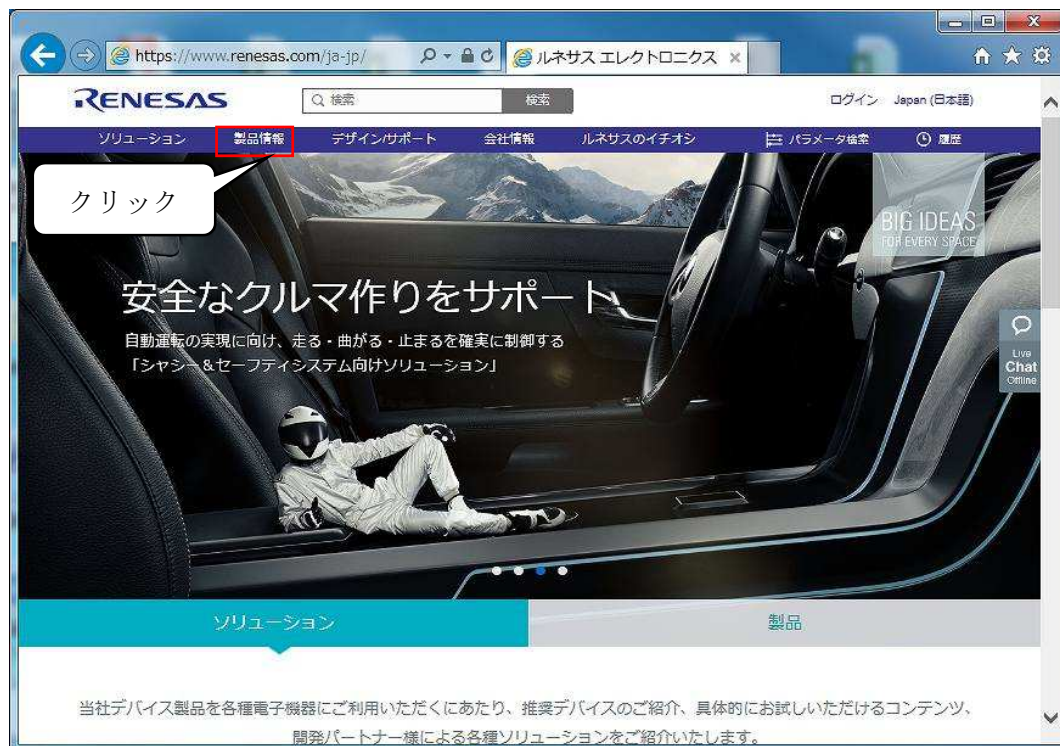 https://www.renesas.com/ja-jp/
ルネサス エレクトロニクス
RENESAS
検索
検索
ログイン Japan (日本語)
ソリューション 製品情報 デザイン/サポート 会社情報 ルネサスのイチオシ パラメータ検索 履歴
クリック
BIG IDEAS
FOR EVERY SPACE
安全なクルマ作りをサポート
自動運転の実現に向け、走る・曲がる・止まるを確実に制御する
「シャシー&セーフティシステム向けソリューション」
Live
Chat
Offline
ソリューション 製品
当社デバイス製品を各種電子機器にご利用いただくにあたり、推奨デバイスのご紹介、具体的にお試しいただけるコンテンツ、
開発パートナー様による各種ソリューションをご紹介いたします。